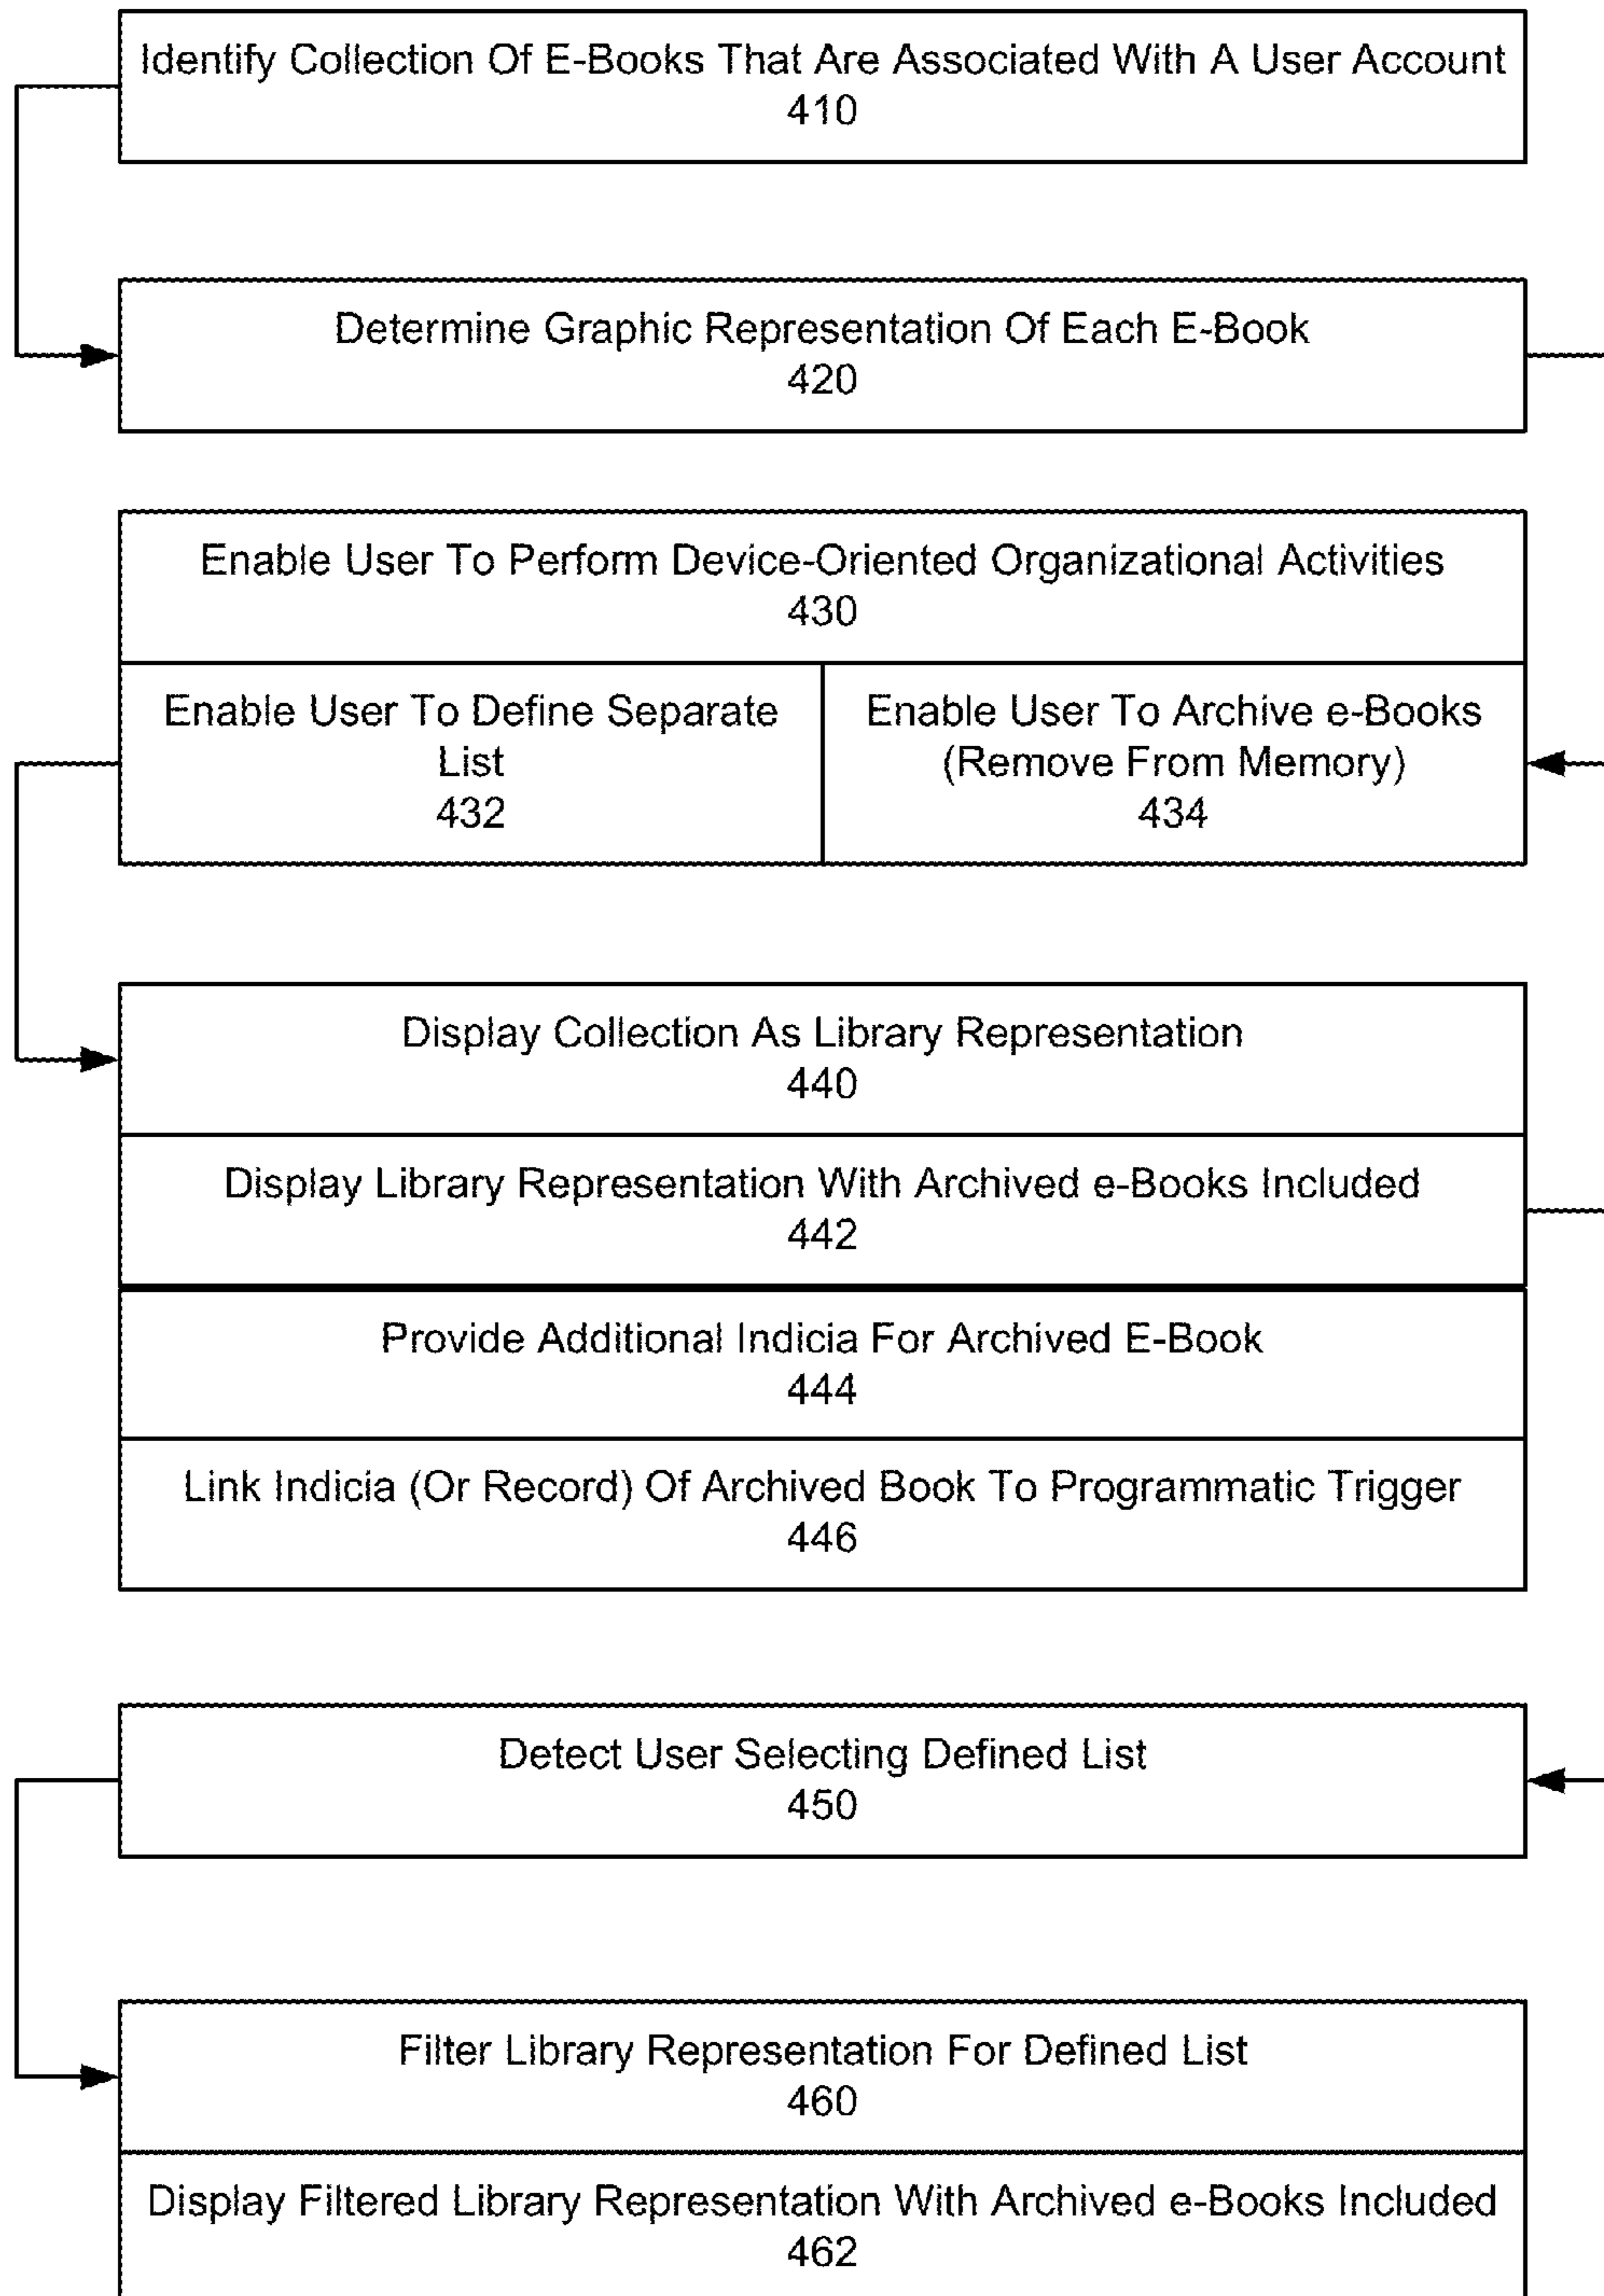 Identify Collection Of E-Books That Are Associated With A User Account
410
Determine Graphic Representation Of Each E-Book
420
Enable User To Perform Device-Oriented Organizational Activities
430
Enable User To Define Separate
List
432
Enable User To Archive e-Books
(Remove From Memory)
434
Display Collection As Library Representation
440
Display Library Representation With Archived e-Books Included
442
Provide Additional Indicia For Archived E-Book
444
Link Indicia (Or Record) Of Archived Book To Programmatic Trigger
446
Detect User Selecting Defined List
450
Filter Library Representation For Defined List
460
Display Filtered Library Representation With Archived e-Books Included
462